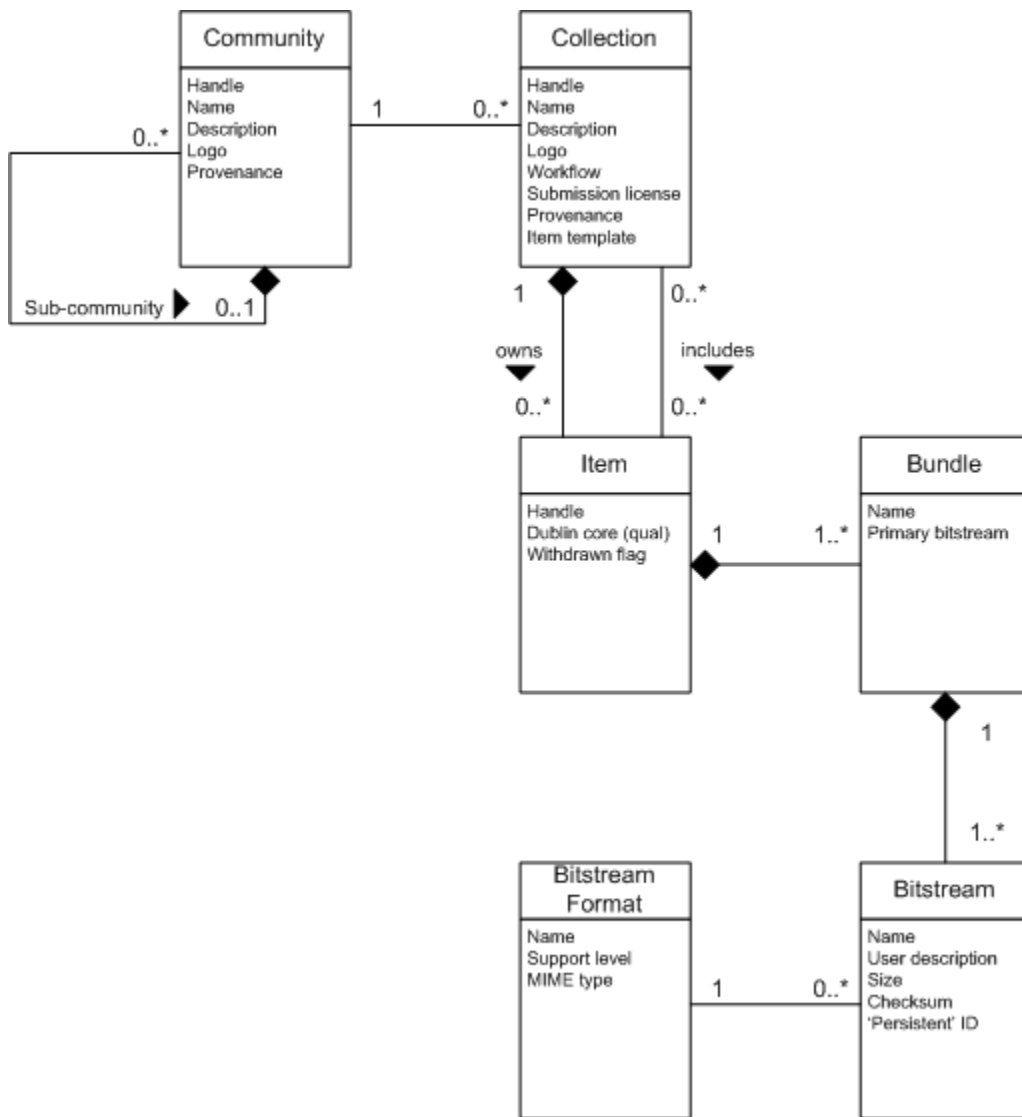 Community
Handle
Name
Description
Logo
Provenance
0..*
Sub-community
0..1
1
0..*
Collection
Handle
Name
Description
Logo
Workflow
Submission license
Provenance
Item template
1
0..*
owns
includes
0..*
0..*
Item
Handle
Dublin core (qual)
Withdrawn flag
1
1..*
Bundle
Name
Primary bitstream
1
1..*
Bitstream
Format
Name
Support level
MIME type
1
0..*
Bitstream
Name
User description
Size
Checksum
'Persistent' ID